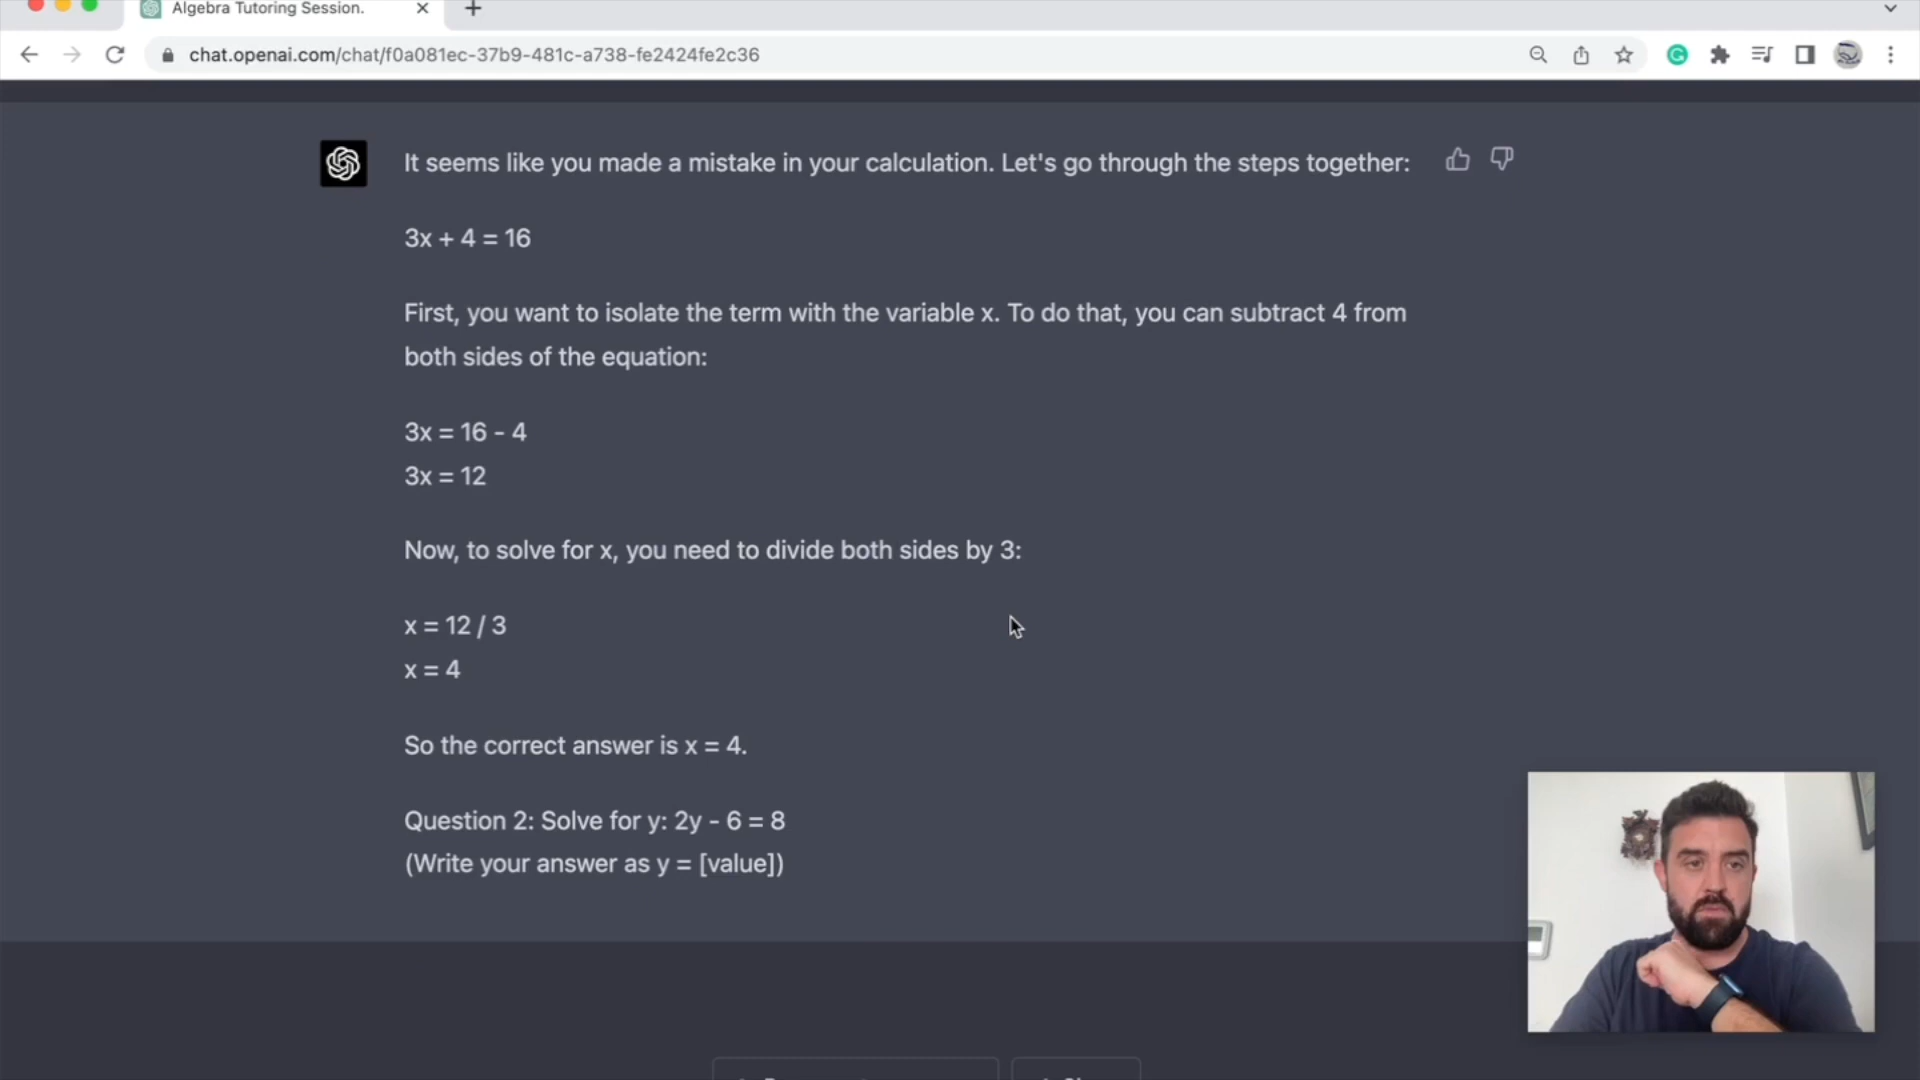 Algebra Tutoring Session.
chat.openai.com/chat/f0a081ec-37b9-481c-a738-fe2424fe2c36
It seems like you made a mistake in your calculation. Let's go through the steps together:
3x + 4 = 16
First, you want to isolate the term with the variable x. To do that, you can subtract 4 from
both sides of the equation:
3x = 16 - 4
3x = 12
Now, to solve for x, you need to divide both sides by 3:
x = 12 / 3
x = 4
So the correct answer is x = 4.
Question 2: Solve for y: 2y - 6 = 8
(Write your answer as y = [value])